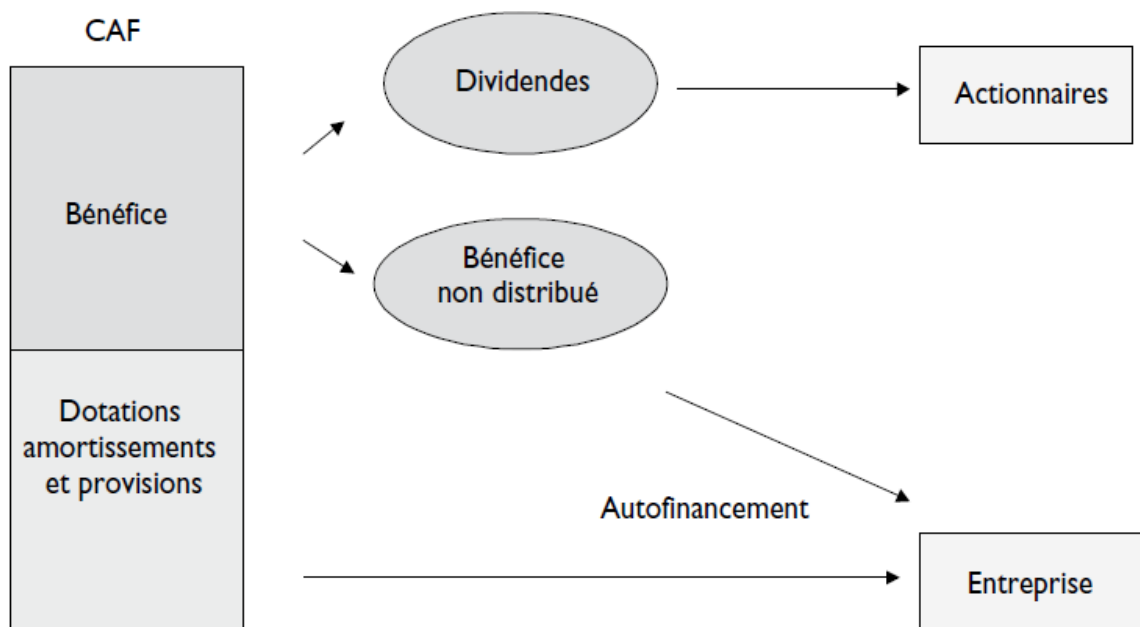 CAF
Dividendes
Actionnaires
Bénéfice
Bénéfice
non distribué
Dotations
amortissements
et provisions
Autofinancement
Entreprise